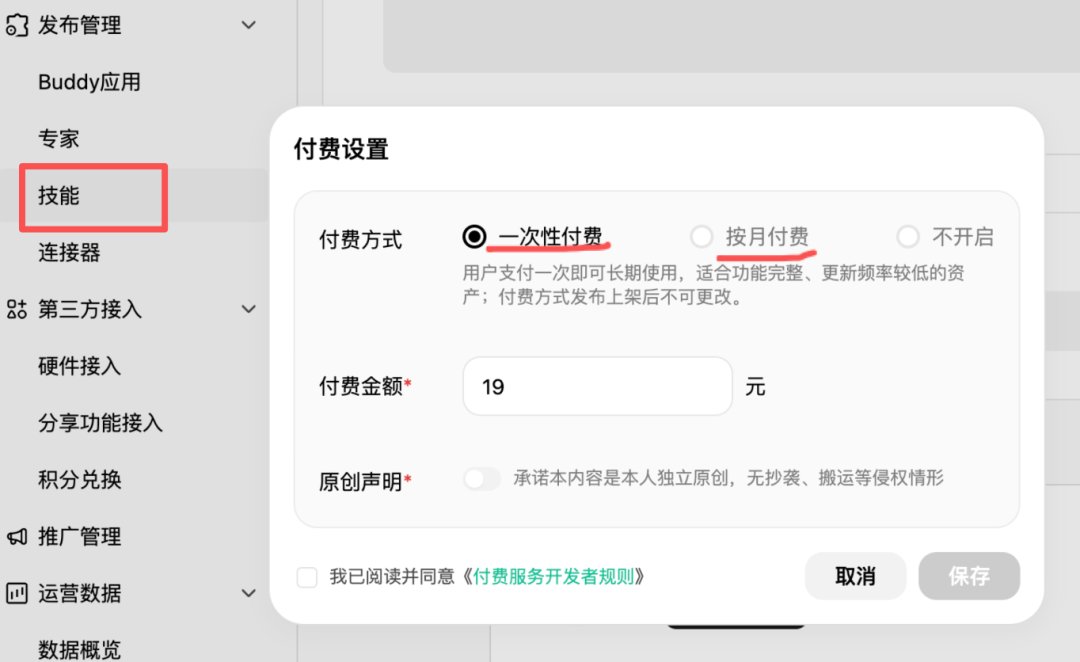 发布管理
Buddy应用
专家
技能
连接器
第三方接入
硬件接入
分享功能接入
积分兑换
推广管理
运营数据
数据概览
付费设置
付费方式
一次性付费
按月付费
不开启
用户支付一次即可长期使用，适合功能完整、更新频率较低的资
产；付费方式发布上架后不可更改。
付费金额*
19
元
原创声明*
承诺本内容是本人独立原创，无抄袭、搬运等侵权情形
我已阅读并同意《付费服务开发者规则》
取消
保存